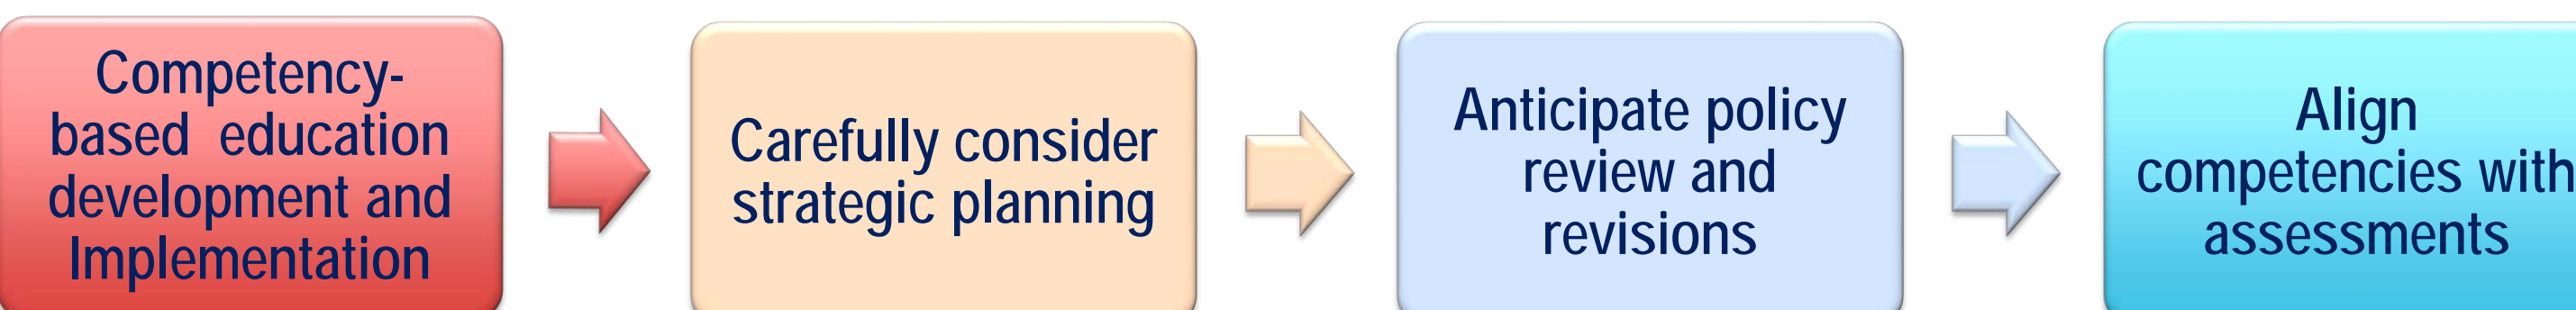 Competency-
based  education
development and
Implementation
Carefully consider
strategic planning
Anticipate policy
review and
revisions
Align
competencies with
assessments